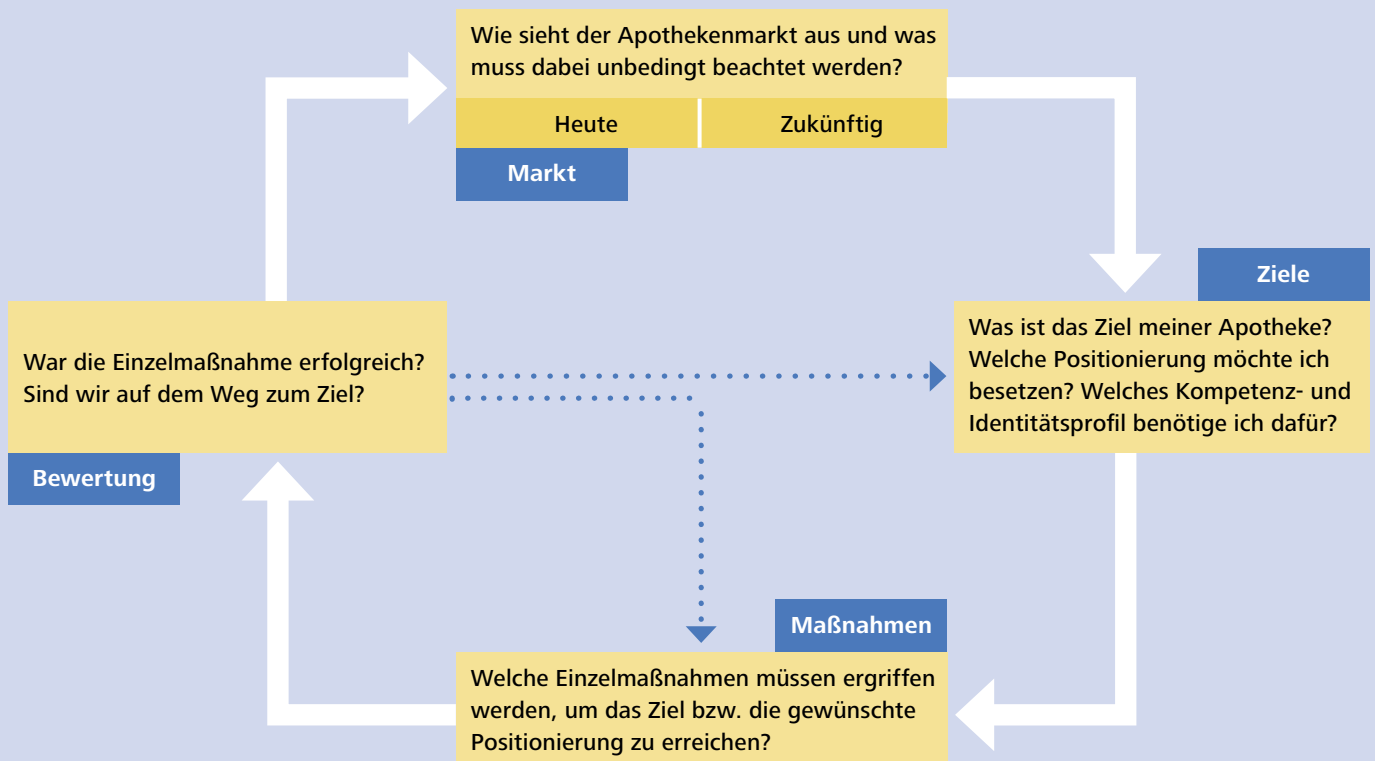 Wie sieht der Apothekenmarkt aus und was
muss dabei unbedingt beachtet werden?
Heute
Zukünftig
Markt
Ziele
Was ist das Ziel meiner Apotheke?
Welche Positionierung möchte ich
besetzen? Welches Kompetenz- und
Identitätsprofil benötige ich dafür?
War die Einzelmaßnahme erfolgreich?
Sind wir auf dem Weg zum Ziel?
Bewertung
Maßnahmen
Welche Einzelmaßnahmen müssen ergriffen
werden, um das Ziel bzw. die gewünschte
Positionierung zu erreichen?